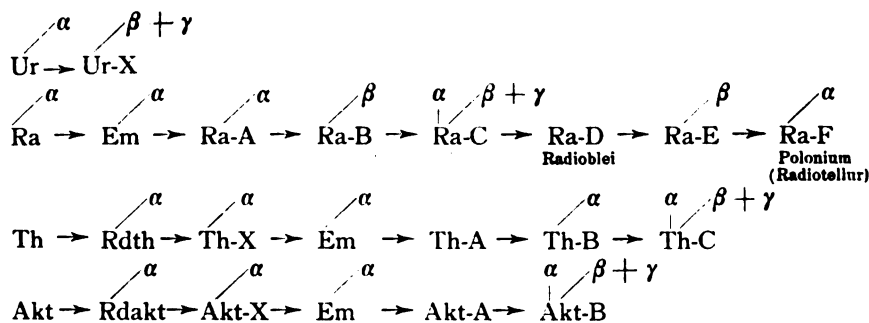 α β + γ
Ur → Ur-X
α α α β α β + γ β α
Ra → Em → Ra-A → Ra-B → Ra-C → Ra-D → Ra-E → Ra-F
Radioblei Polonium
(Radiotellur)
α α α α α β + γ
Th → Rdth → Th-X → Em → Th-A → Th-B → Th-C
α α α α β + γ
Akt → Rdakt → Akt-X → Em → Akt-A → Akt-B